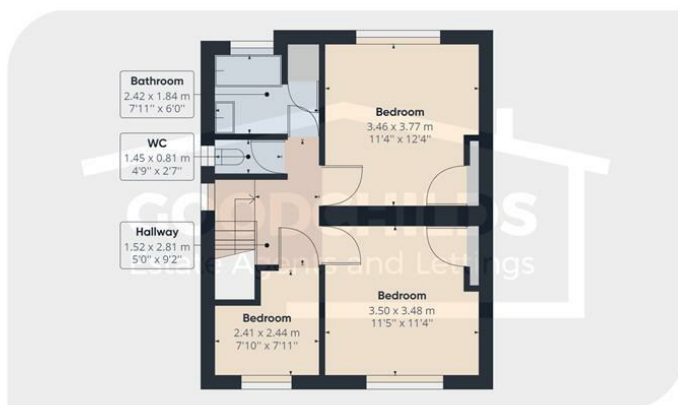 Bathroom
2.42 x 1.84 m
7'11" x 6'0"
WC
1.45 x 0.81 m
4'9" x 2'7"
Hallway
1.52 x 2.81 m
5'0" x 9'2"
Bedroom
3.46 x 3.77 m
11'4" x 12'4"
GOODCHILDS
Estate Agents and Lettings
Bedroom
2.41 x 2.44 m
7'10" x 7'11"
Bedroom
3.50 x 3.48 m
11'5" x 11'4"